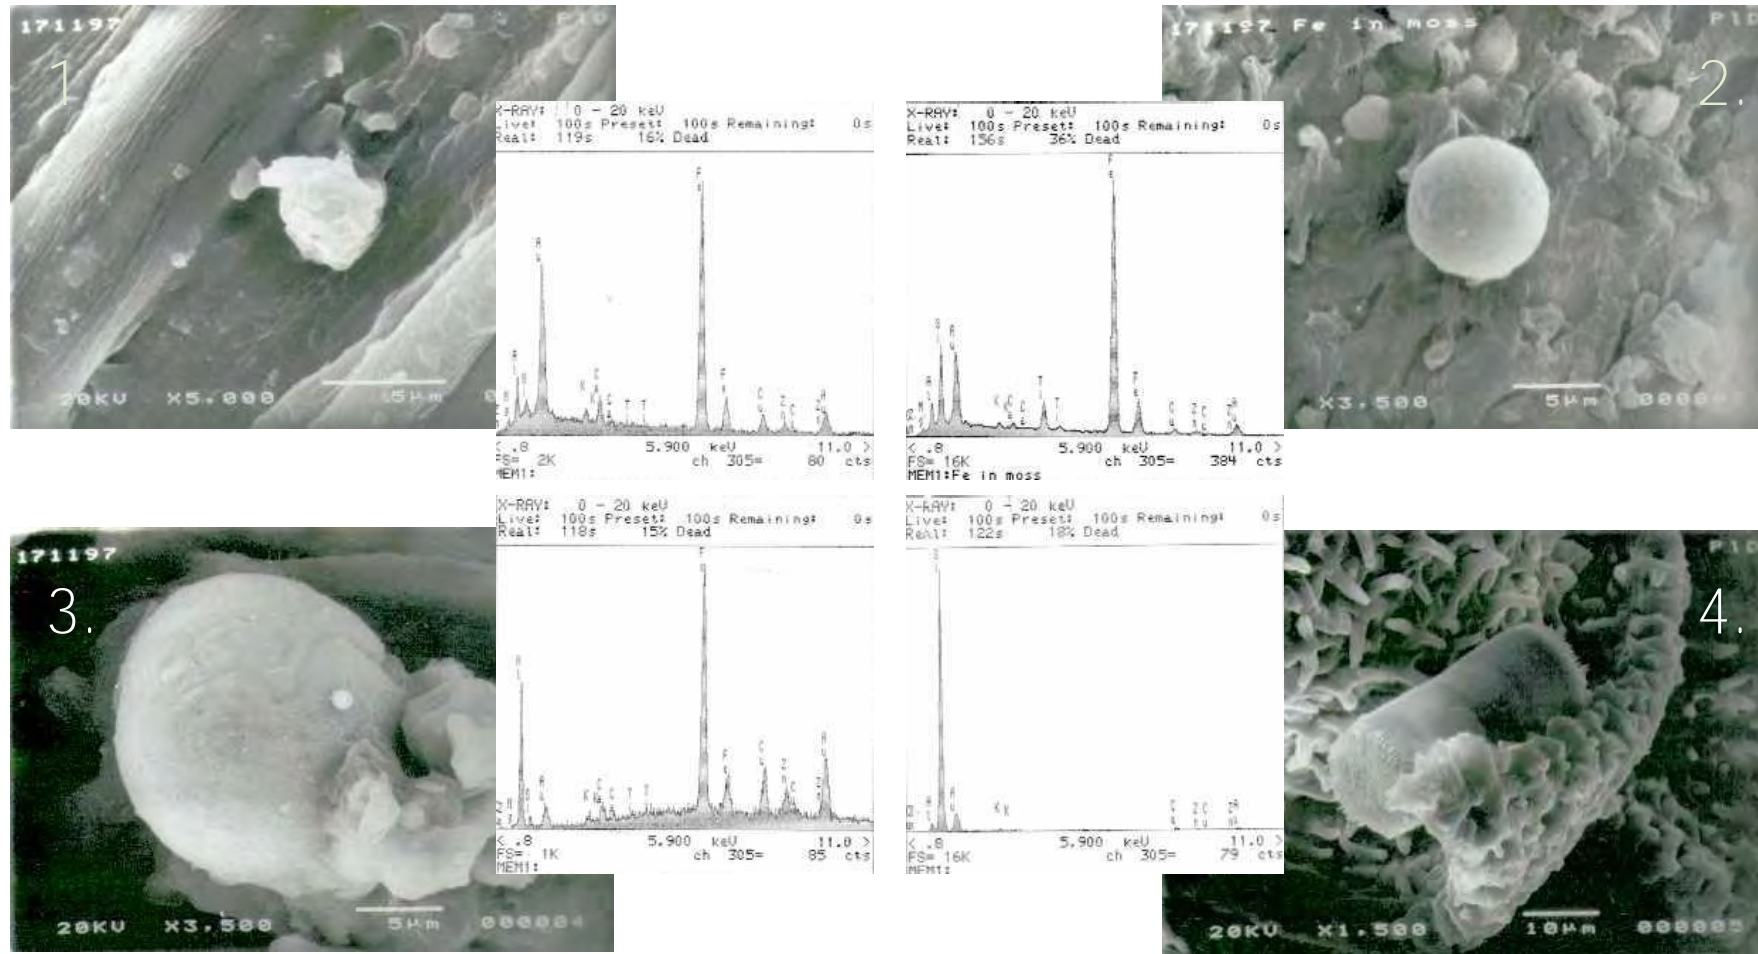 171197
1.
20KV X5.000 5µm
X-RAY: 0 - 20 keV
Live: 100s Preset: 100s Remaining: 0s
Real: 119s 16% Dead
< .8 5.900 keV 11.0 >
FS= 2K ch 305= 80 cts
MEM1:
171197 Fe in moss
2.
X3.500 5µm
X-RAY: 0 - 20 keV
Live: 100s Preset: 100s Remaining: 0s
Real: 156s 36% Dead
< .8 5.900 keV 11.0 >
FS= 16K ch 305= 384 cts
MEM1:Fe in moss
171197
3.
20KV X3.500 5µm 000004
X-RAY: 0 - 20 keV
Live: 100s Preset: 100s Remaining: 0s
Real: 118s 15% Dead
< .8 5.900 keV 11.0 >
FS= 1K ch 305= 85 cts
MEM1:
4.
20KV X1.500 10µm
X-RAY: 0 - 20 keV
Live: 100s Preset: 100s Remaining: 0s
Real: 122s 18% Dead
< .8 5.900 keV 11.0 >
FS= 16K ch 305= 79 cts
MEM1: